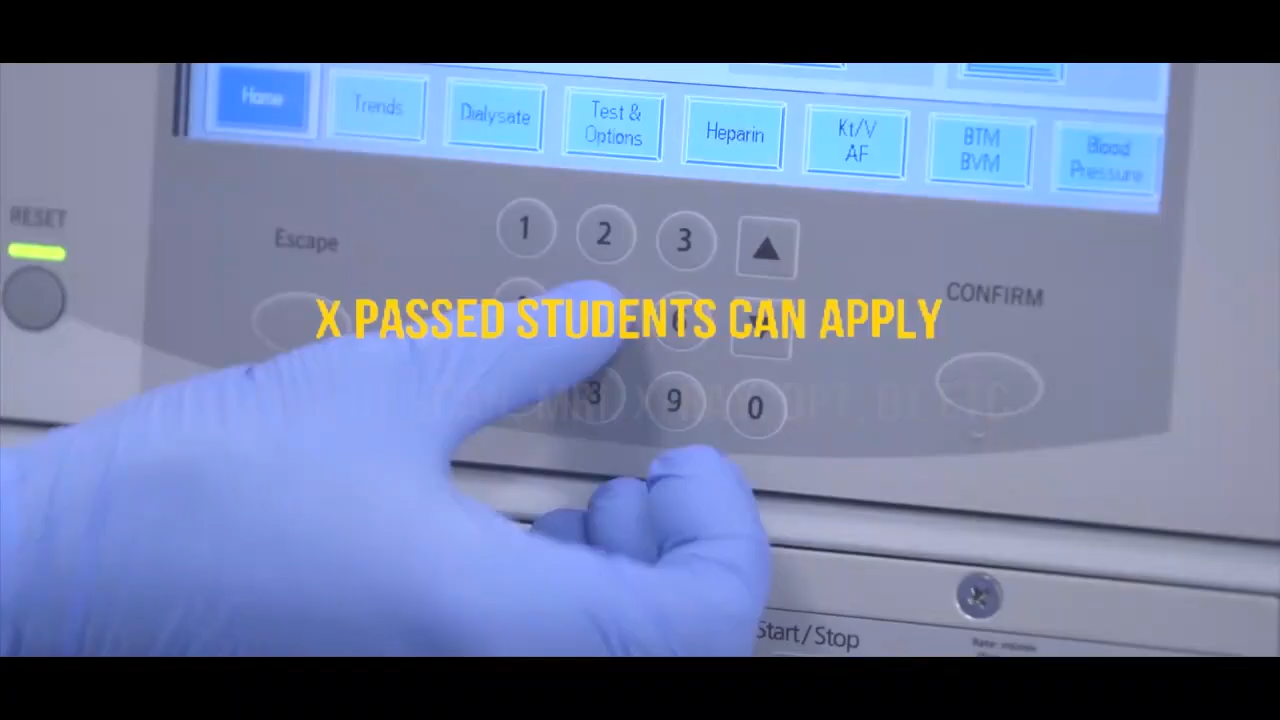 Home
Trends
Dialysate
Test &
Options
Heparin
Kt/V
AF
BTM
BVM
Blood
Pressure
RESET
Escape
1
2
3
CONFIRM
X PASSED STUDENTS CAN APPLY
6
9
0
Start/Stop